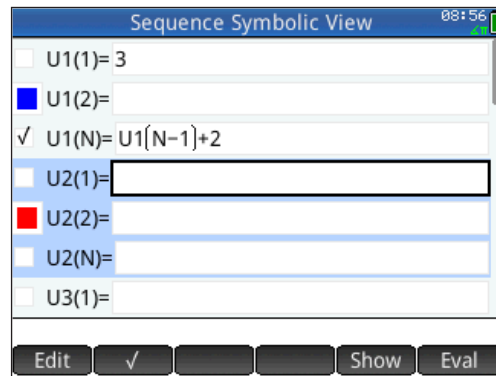 Sequence Symbolic View 08:56
∡π
U1(1)= 3
U1(2)=
√ U1(N)= U1(N-1)+2
U2(1)=
U2(2)=
U2(N)=
U3(1)=
Edit √ Show Eval